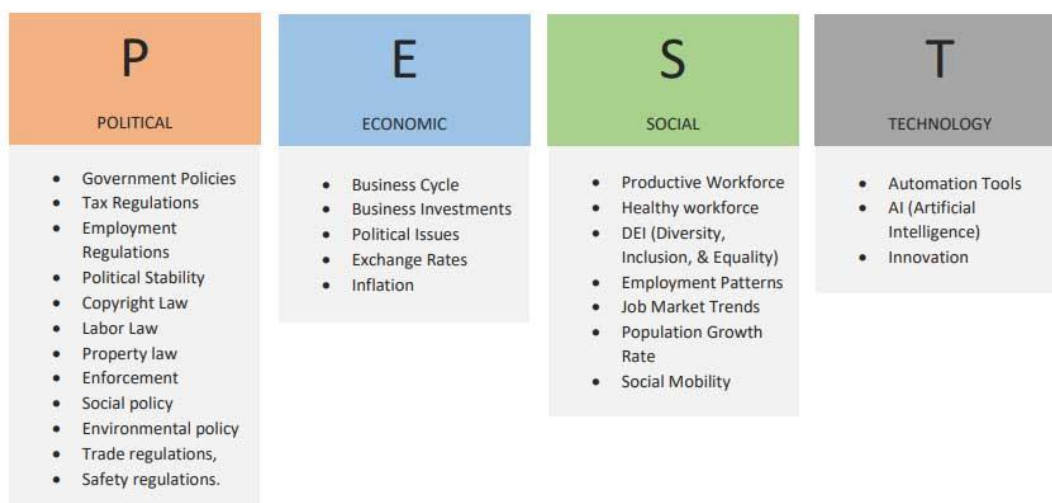 P
POLITICAL
• Government Policies
• Tax Regulations
• Employment
Regulations
• Political Stability
• Copyright Law
• Labor Law
• Property law
• Enforcement
• Social policy
• Environmental policy
• Trade regulations,
• Safety regulations.
E
ECONOMIC
• Business Cycle
• Business Investments
• Political Issues
• Exchange Rates
• Inflation
S
SOCIAL
• Productive Workforce
• Healthy workforce
• DEI (Diversity,
Inclusion, & Equality)
• Employment Patterns
• Job Market Trends
• Population Growth
Rate
• Social Mobility
T
TECHNOLOGY
• Automation Tools
• AI (Artificial
Intelligence)
• Innovation